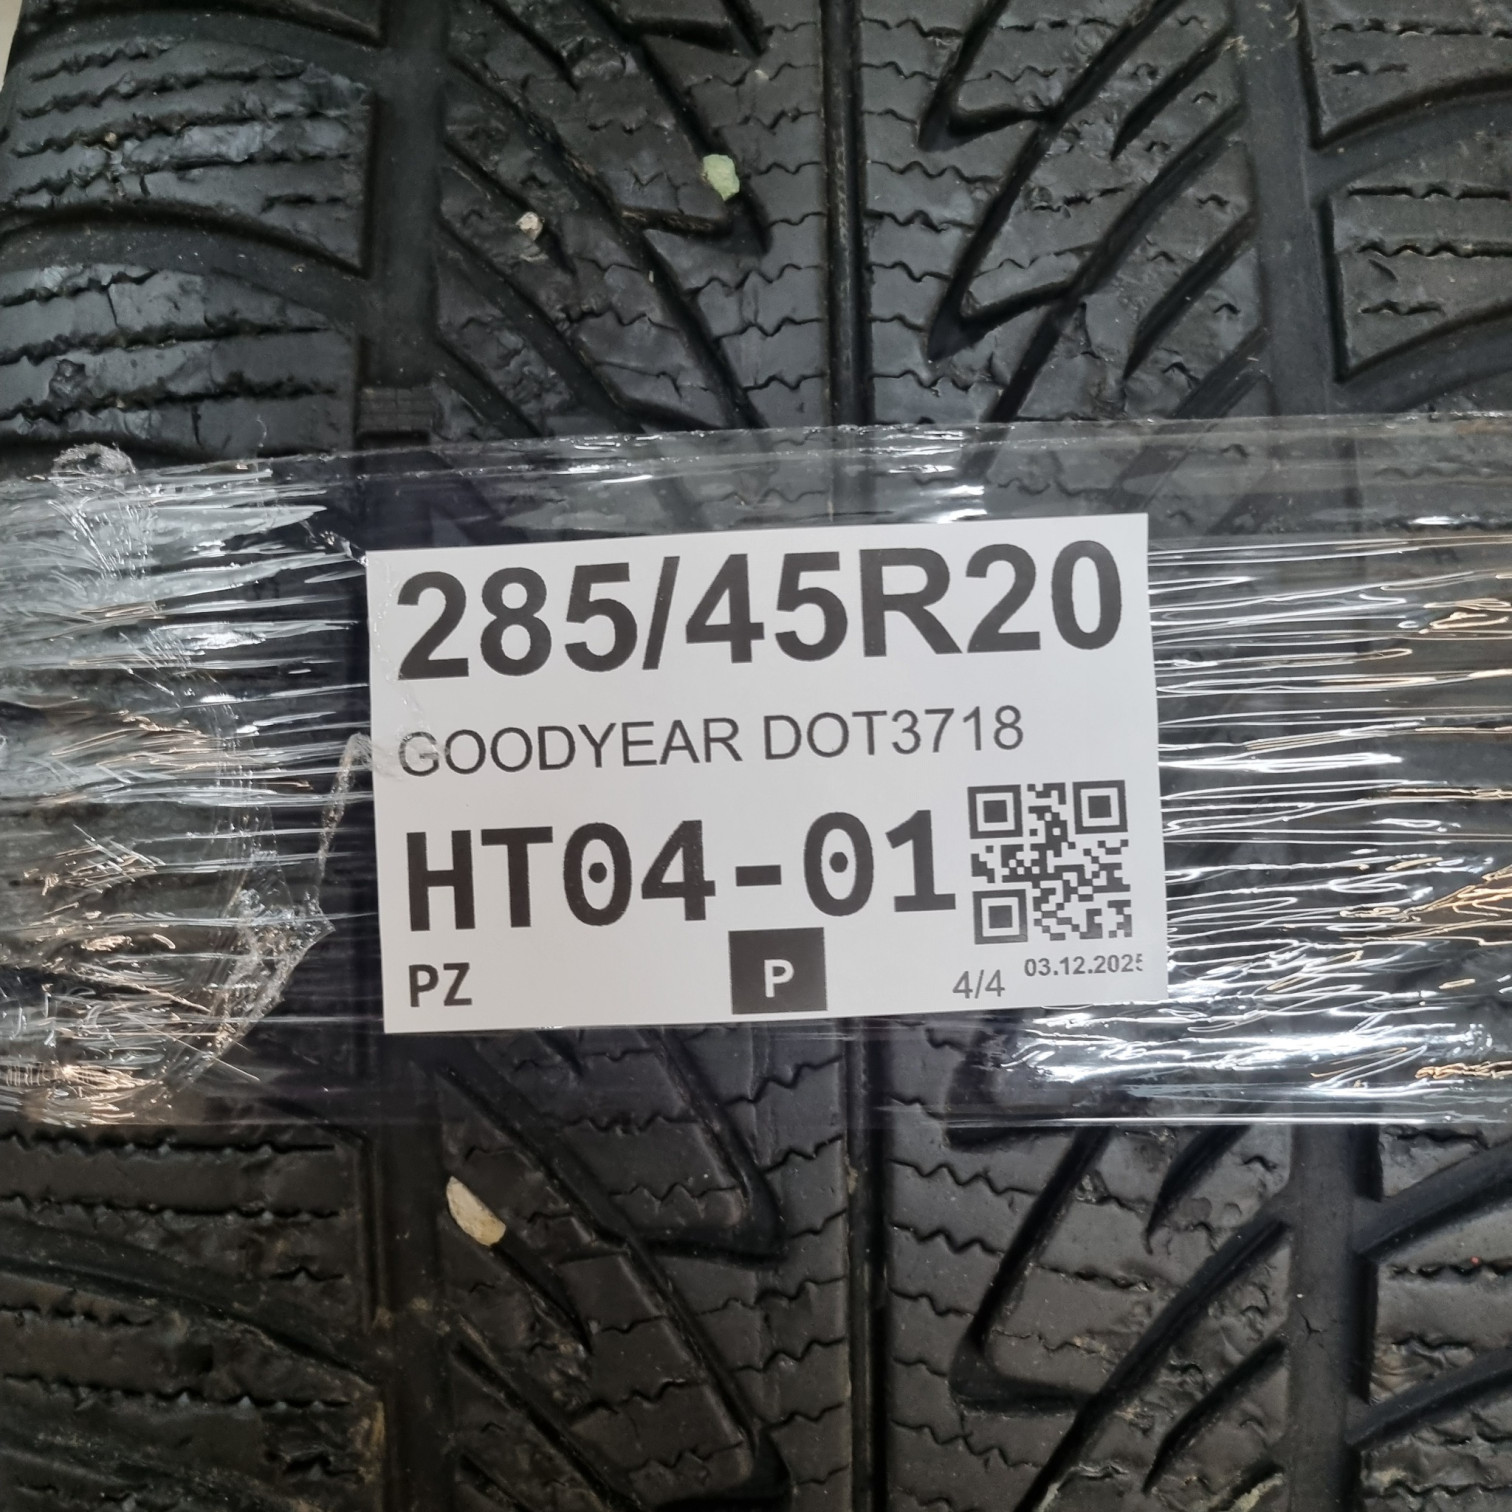 285/45R20
GOODYEAR DOT3718
HT04-01
PZ P 4/4 03.12.2025